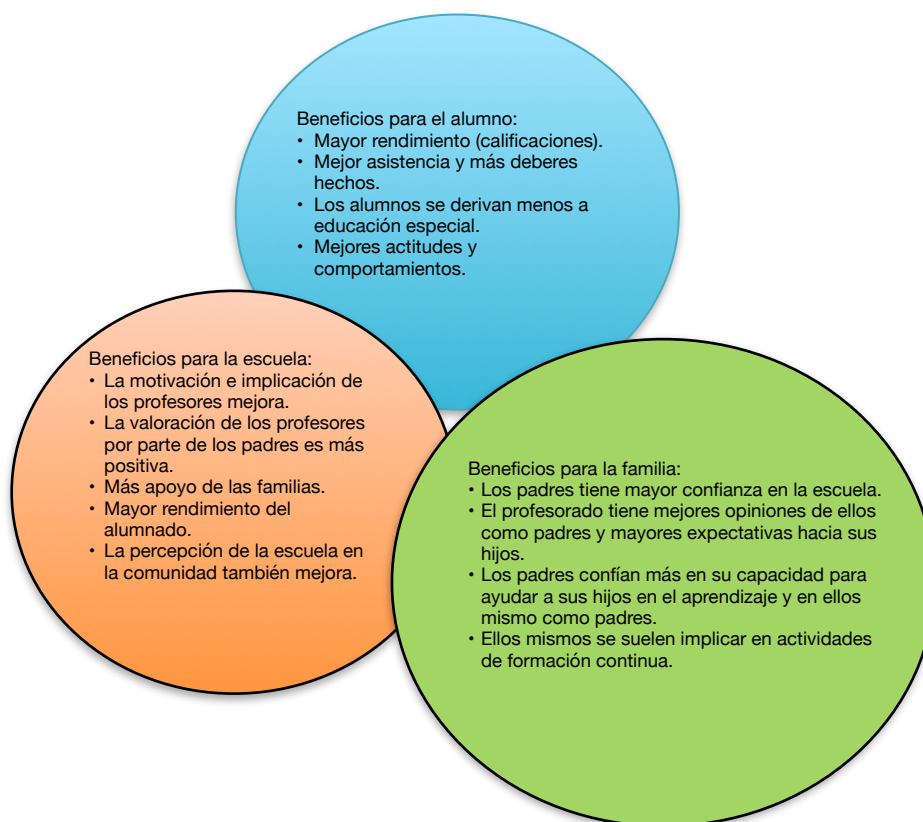 Beneficios para el alumno:
• Mayor rendimiento (calificaciones).
• Mejor asistencia y más deberes
hechos.
• Los alumnos se derivan menos a
educación especial.
• Mejores actitudes y
comportamientos.
Beneficios para la escuela:
• La motivación e implicación de
los profesores mejora.
• La valoración de los profesores
por parte de los padres es más
positiva.
• Más apoyo de las familias.
• Mayor rendimiento del
alumnado.
• La percepción de la escuela en
la comunidad también mejora.
Beneficios para la familia:
• Los padres tiene mayor confianza en la escuela.
• El profesorado tiene mejores opiniones de ellos
como padres y mayores expectativas hacia sus
hijos.
• Los padres confían más en su capacidad para
ayudar a sus hijos en el aprendizaje y en ellos
mismo como padres.
• Ellos mismos se suelen implicar en actividades
de formación continua.